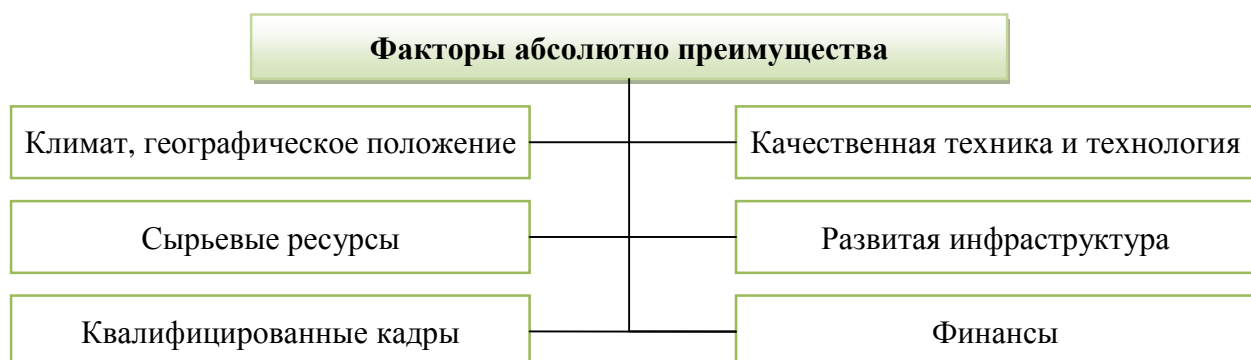 Факторы абсолютно преимущества
Климат, географическое положение
Качественная техника и технология
Сырьевые ресурсы
Развитая инфраструктура
Квалифицированные кадры
Финансы